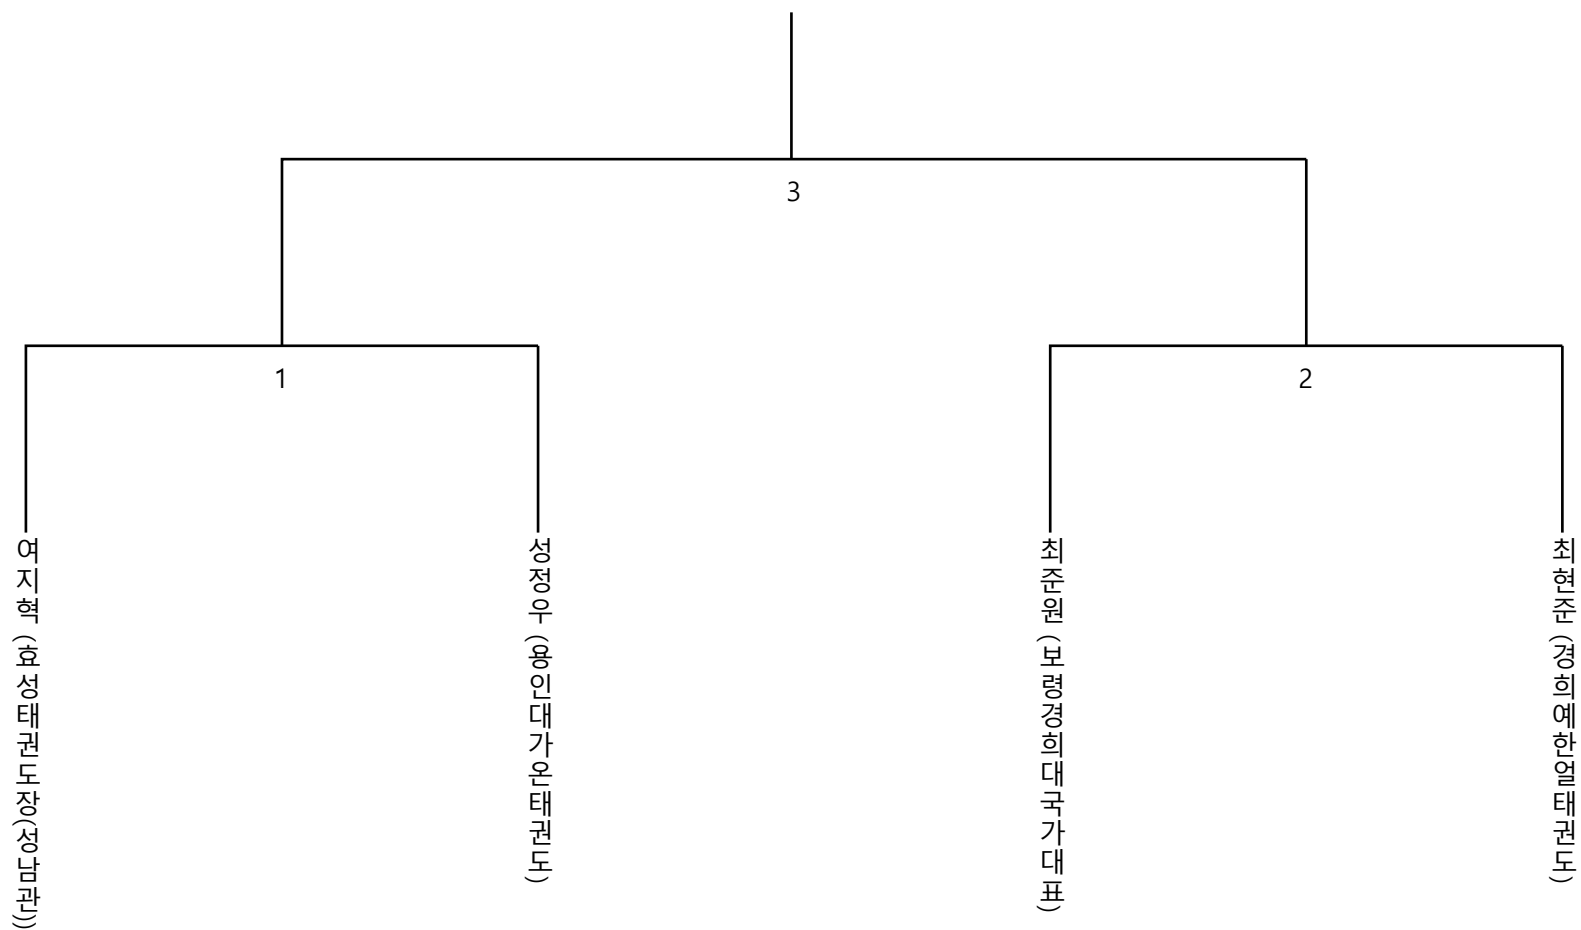 3
1
2
여지혁 (효성태권도장(성남관))
성정우 (용인대가온태권도)
최준원 (보령경희대국가대표)
최현준 (경희예한얼태권도)